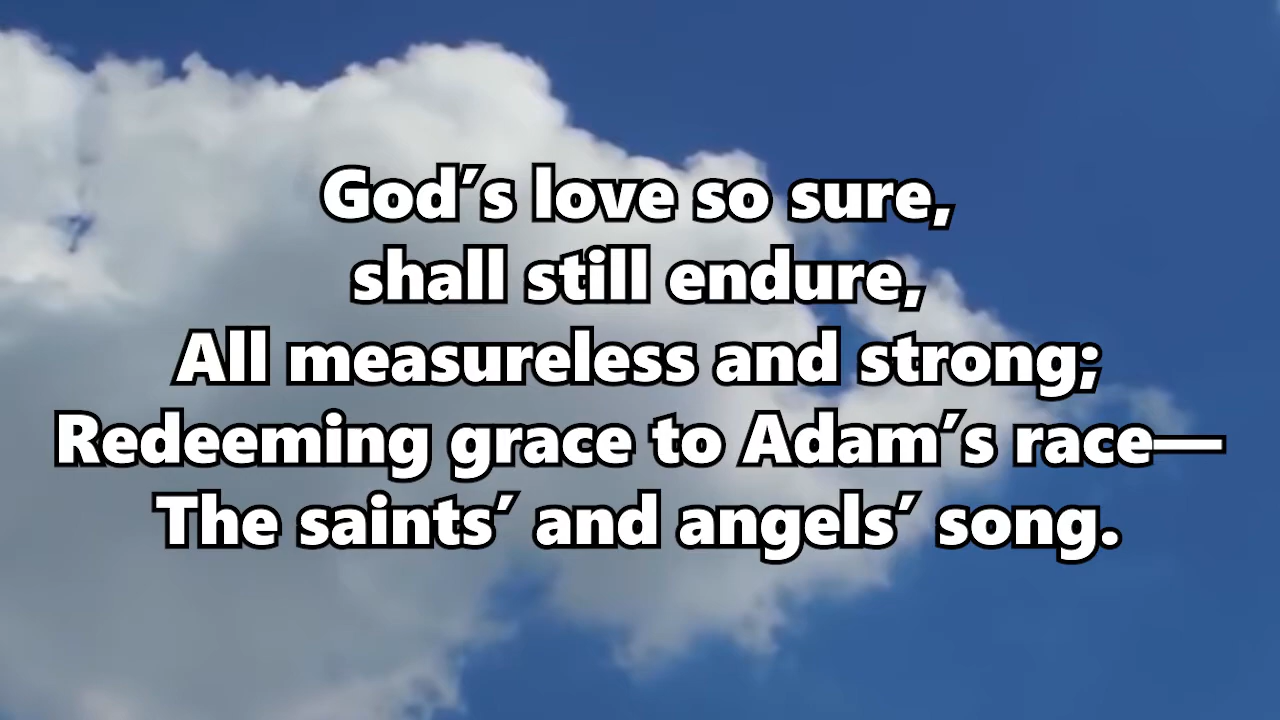 God’s love so sure,
shall still endure,
All measureless and strong;
Redeeming grace to Adam’s race—
The saints’ and angels’ song.